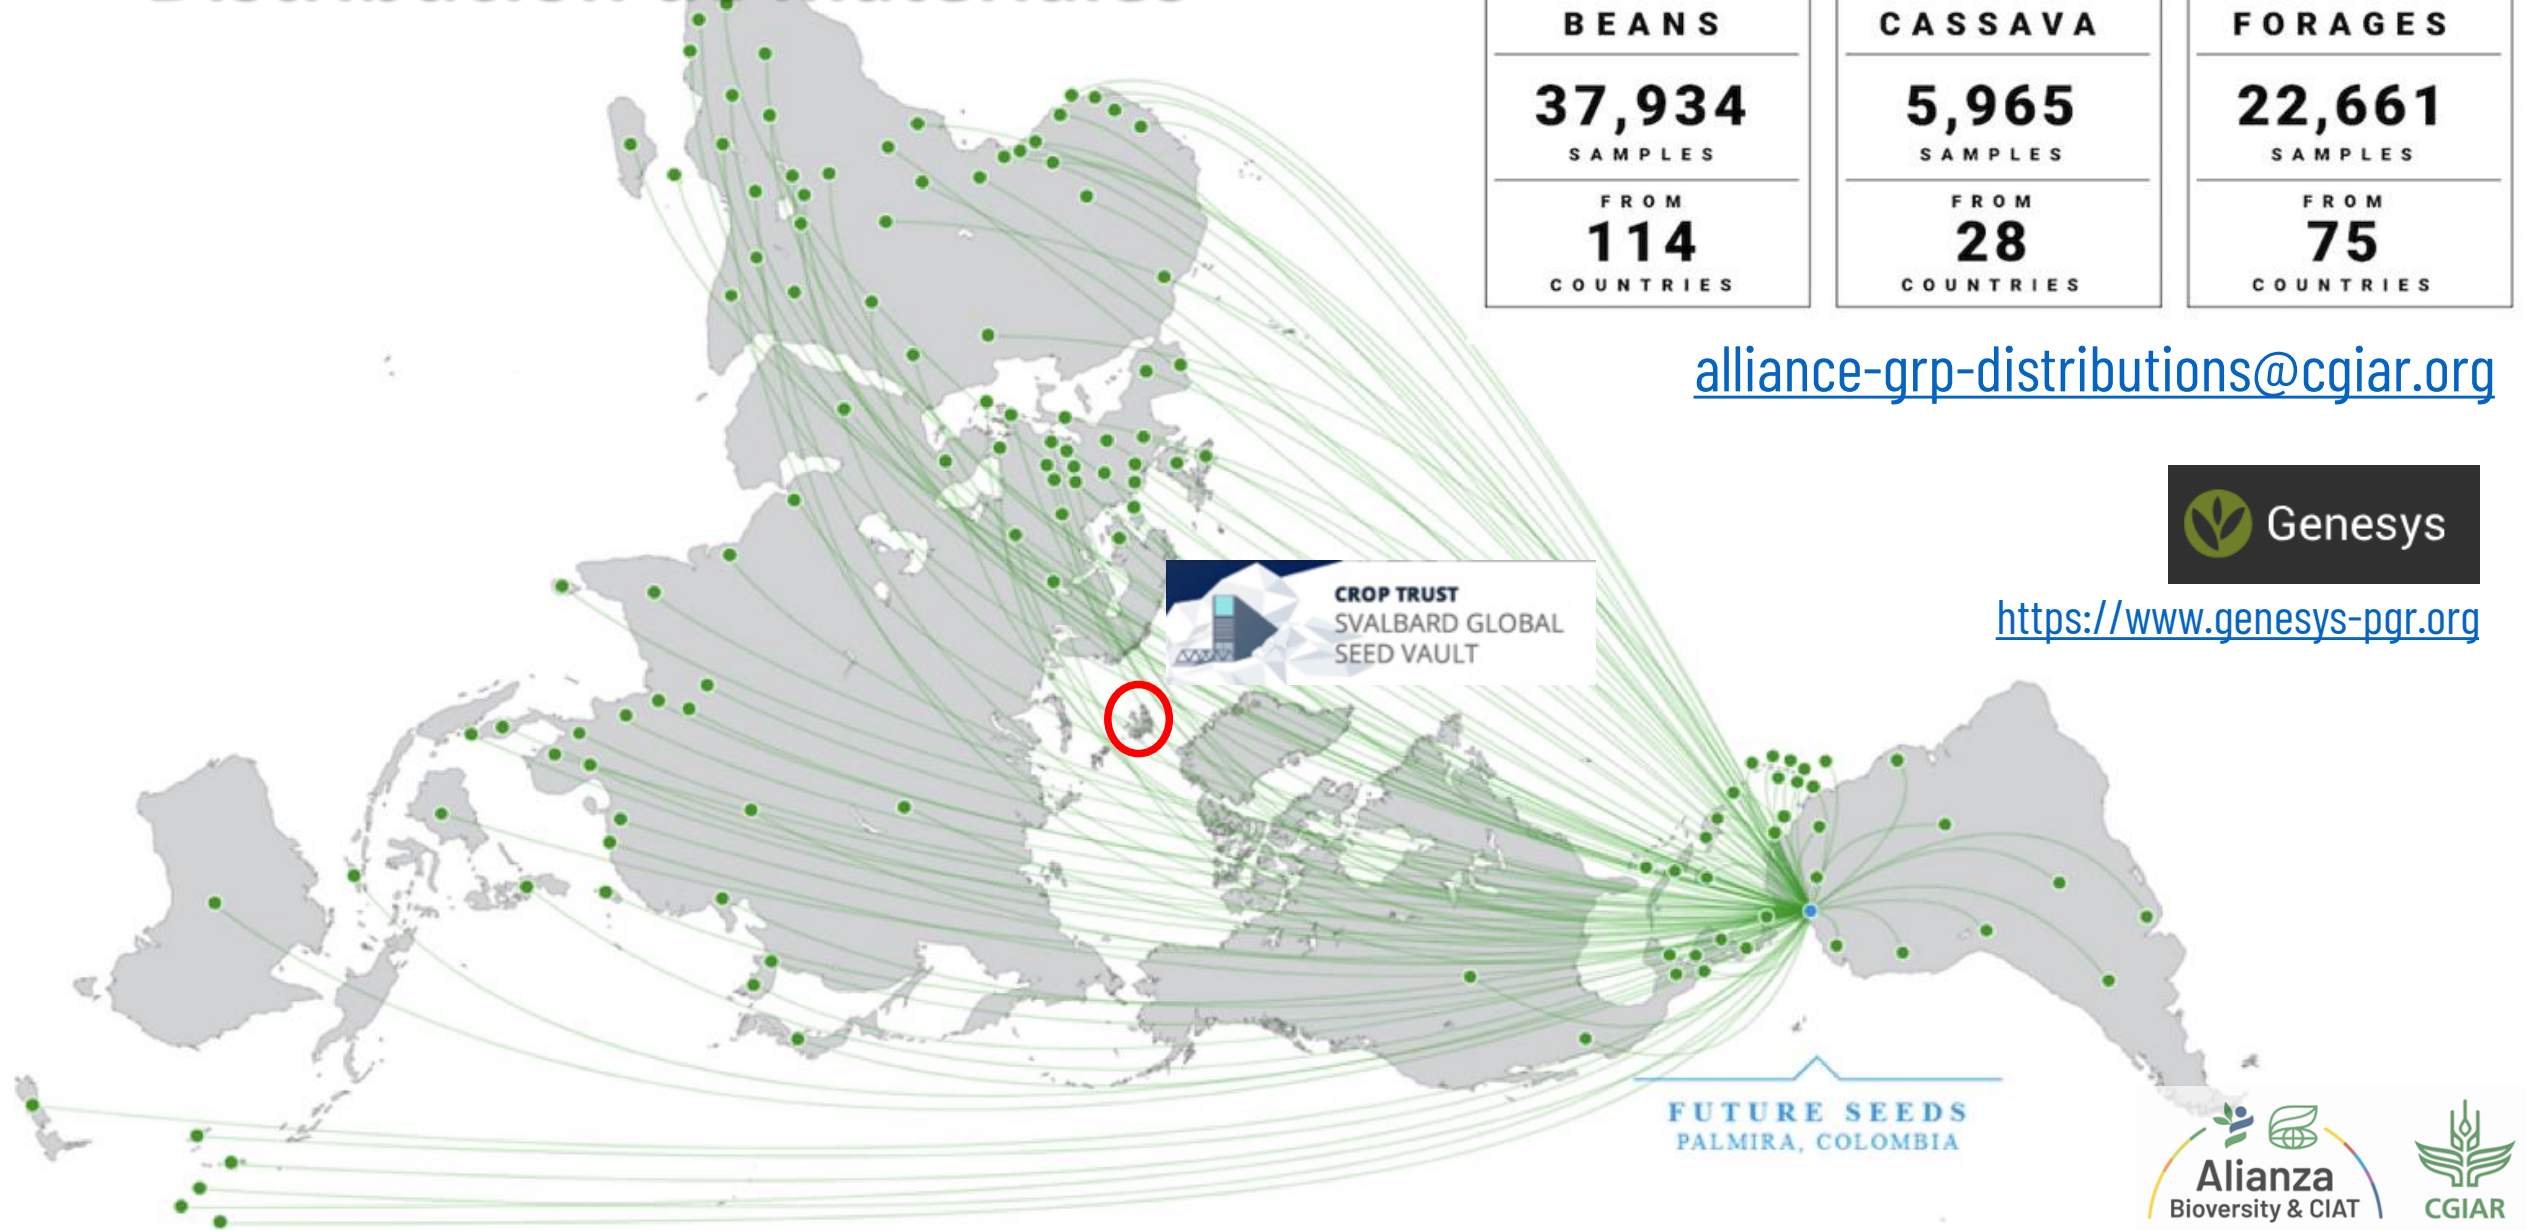 BEANS
37,934
SAMPLES
FROM
114
COUNTRIES
CASSAVA
5,965
SAMPLES
FROM
28
COUNTRIES
FORAGES
22,661
SAMPLES
FROM
75
COUNTRIES
alliance-grp-distributions@cgiar.org
Genesys
https://www.genesys-pgr.org
CROP TRUST
SVALBARD GLOBAL
SEED VAULT
FUTURE SEEDS
PALMIRA, COLOMBIA
Alianza
Bioversity & CIAT
CGIAR